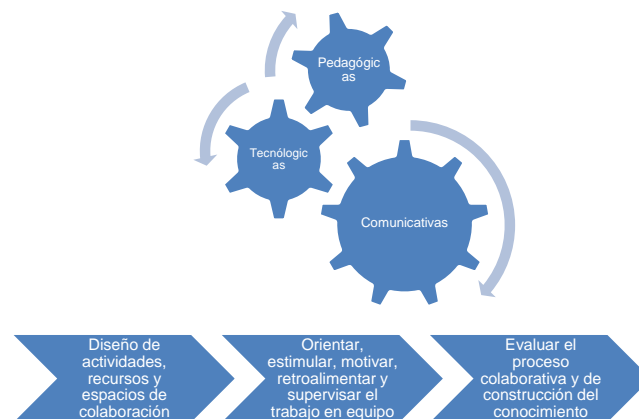 Pedagógic
as
Tecnólogic
as
Comunicativas
Diseño de
actividades,
recursos y
espacios de
colaboración
Orientar,
estimular, motivar,
retroalimentar y
supervisar el
trabajo en equipo
Evaluar el
proceso
colaborativa y de
construcción del
conocimiento